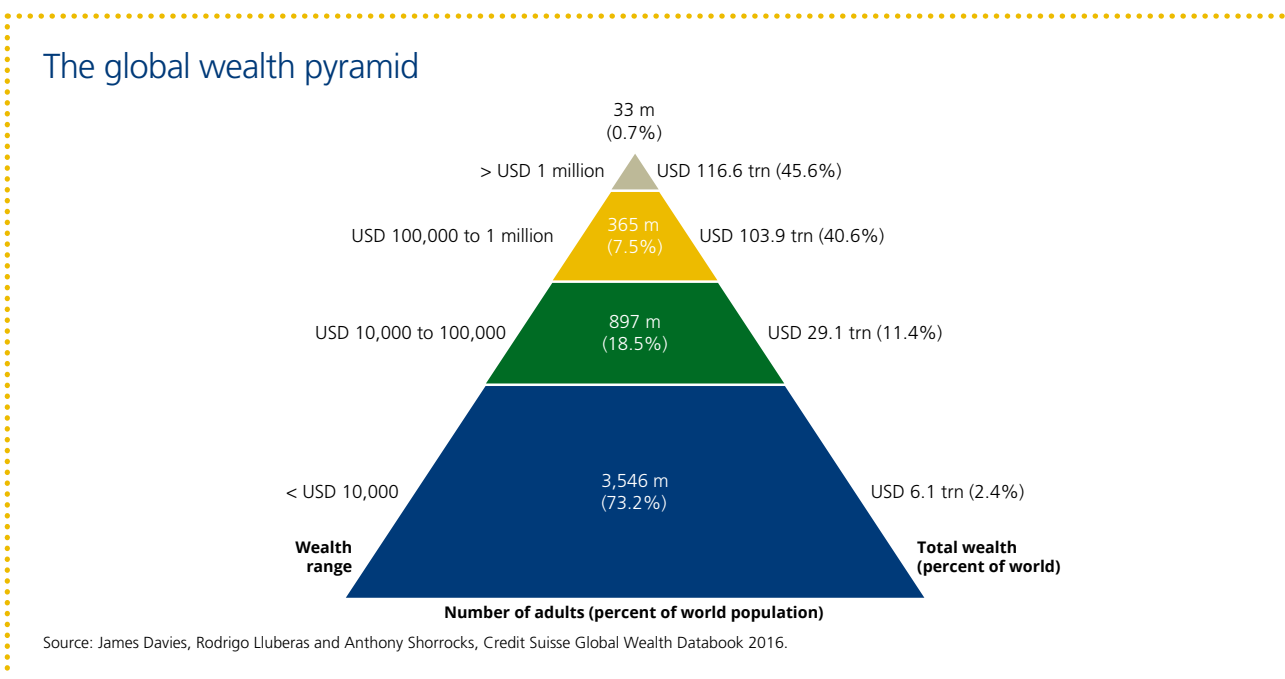 The global wealth pyramid
33 m
(0.7%)
> USD 1 million
USD 116.6 trn (45.6%)
USD 100,000 to 1 million
365 m
(7.5%)
USD 103.9 trn (40.6%)
USD 10,000 to 100,000
897 m
(18.5%)
USD 29.1 trn (11.4%)
< USD 10,000
3,546 m
(73.2%)
USD 6.1 trn (2.4%)
Wealth
range
Total wealth
(percent of world)
Number of adults (percent of world population)
Source: James Davies, Rodrigo Lluberas and Anthony Shorrocks, Credit Suisse Global Wealth Databook 2016.